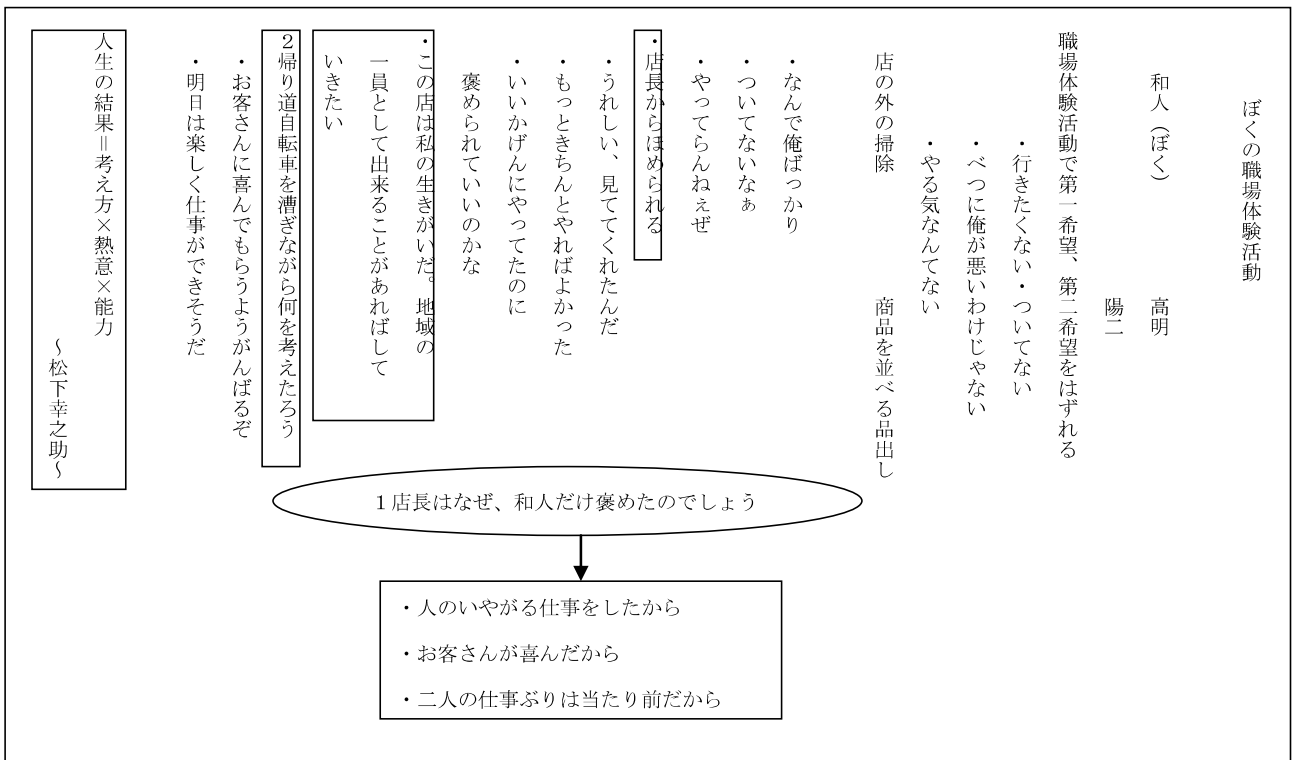 ぼくの職場体験活動
和人（ぼく）　高明
陽二
職場体験活動で第一希望、第二希望をはずれる
・行きたくない・ついてない
・べつに俺が悪いわけじゃない
・やる気なんてない
店の外の掃除　商品を並べる品出し
・なんで俺ばっかり
・ついてないなぁ
・やってらんねぇぜ
・店長からほめられる
・うれしい、見ててくれたんだ
・もっときちんとやればよかった
・いいかげんにやってたのに
褒められていいのかな
・この店は私の生きがいだ。地域の
一員として出来ることがあればして
いきたい
２帰り道自転車を漕ぎながら何を考えたろう
・お客さんに喜んでもらうようがんばるぞ
・明日は楽しく仕事ができそうだ
人生の結果＝考え方×熱意×能力
～松下幸之助～
１店長はなぜ、和人だけ褒めたのでしょう
・人のいやがる仕事をしたから
・お客さんが喜んだから
・二人の仕事ぶりは当たり前だから